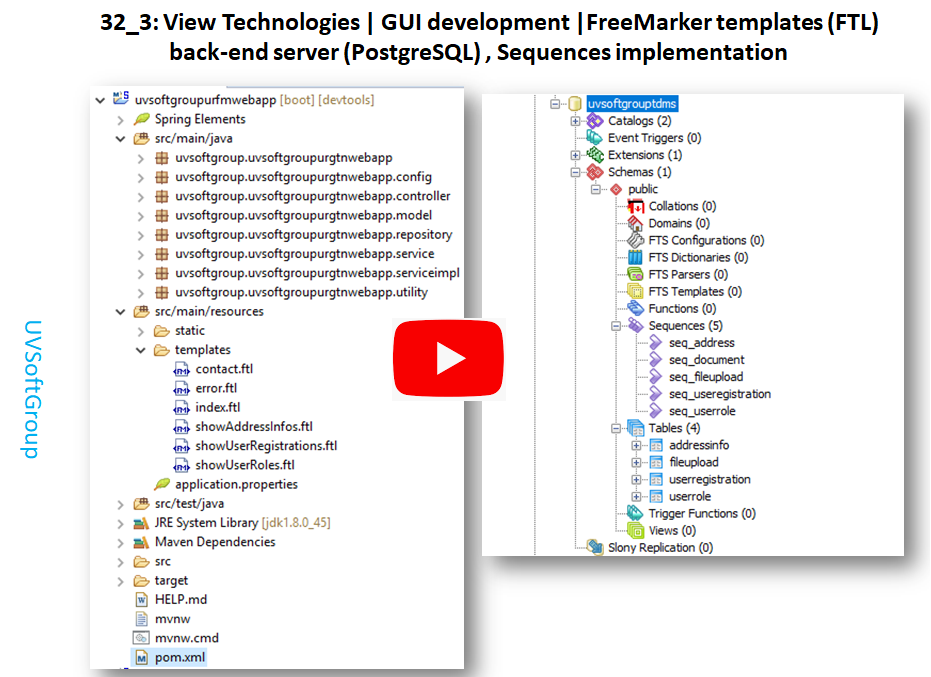 32_3: View Technologies | GUI development |FreeMarker templates (FTL)
back-end server (PostgreSQL) , Sequences implementation
UVSoftGroup
uvsoftgroupurfmwebapp [boot] [devtools]
Spring Elements
src/main/java
uvsoftgroup.uvsoftgroupurgtnwebapp
uvsoftgroup.uvsoftgroupurgtnwebapp.config
uvsoftgroup.uvsoftgroupurgtnwebapp.controller
uvsoftgroup.uvsoftgroupurgtnwebapp.model
uvsoftgroup.uvsoftgroupurgtnwebapp.repository
uvsoftgroup.uvsoftgroupurgtnwebapp.service
uvsoftgroup.uvsoftgroupurgtnwebapp.serviceimpl
uvsoftgroup.uvsoftgroupurgtnwebapp.utility
src/main/resources
static
templates
contact.ftl
error.ftl
index.ftl
showAddressInfos.ftl
showUserRegistrations.ftl
showUserRoles.ftl
application.properties
src/test/java
JRE System Library [jdk1.8.0_45]
Maven Dependencies
src
target
HELP.md
mvnw
mvnw.cmd
pom.xml
uvsoftgrouptdms
Catalogs (2)
Event Triggers (0)
Extensions (1)
Schemas (1)
public
Collations (0)
Domains (0)
FTS Configurations (0)
FTS Dictionaries (0)
FTS Parsers (0)
FTS Templates (0)
Functions (0)
Sequences (5)
seq_address
seq_document
seq_fileupload
seq_useregistration
seq_userrole
Tables (4)
addressinfo
fileupload
userregistration
userrole
Trigger Functions (0)
Views (0)
Slony Replication (0)